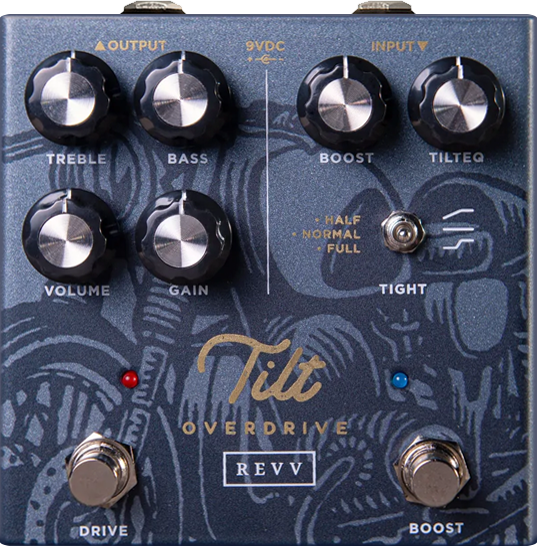 ▲OUTPUT
9VDC
INPUT▼
TREBLE
BASS
BOOST
TILTEQ
• HALF
• NORMAL
• FULL
VOLUME
GAIN
TIGHT
Tilt
OVERDRIVE
REVV
DRIVE
BOOST